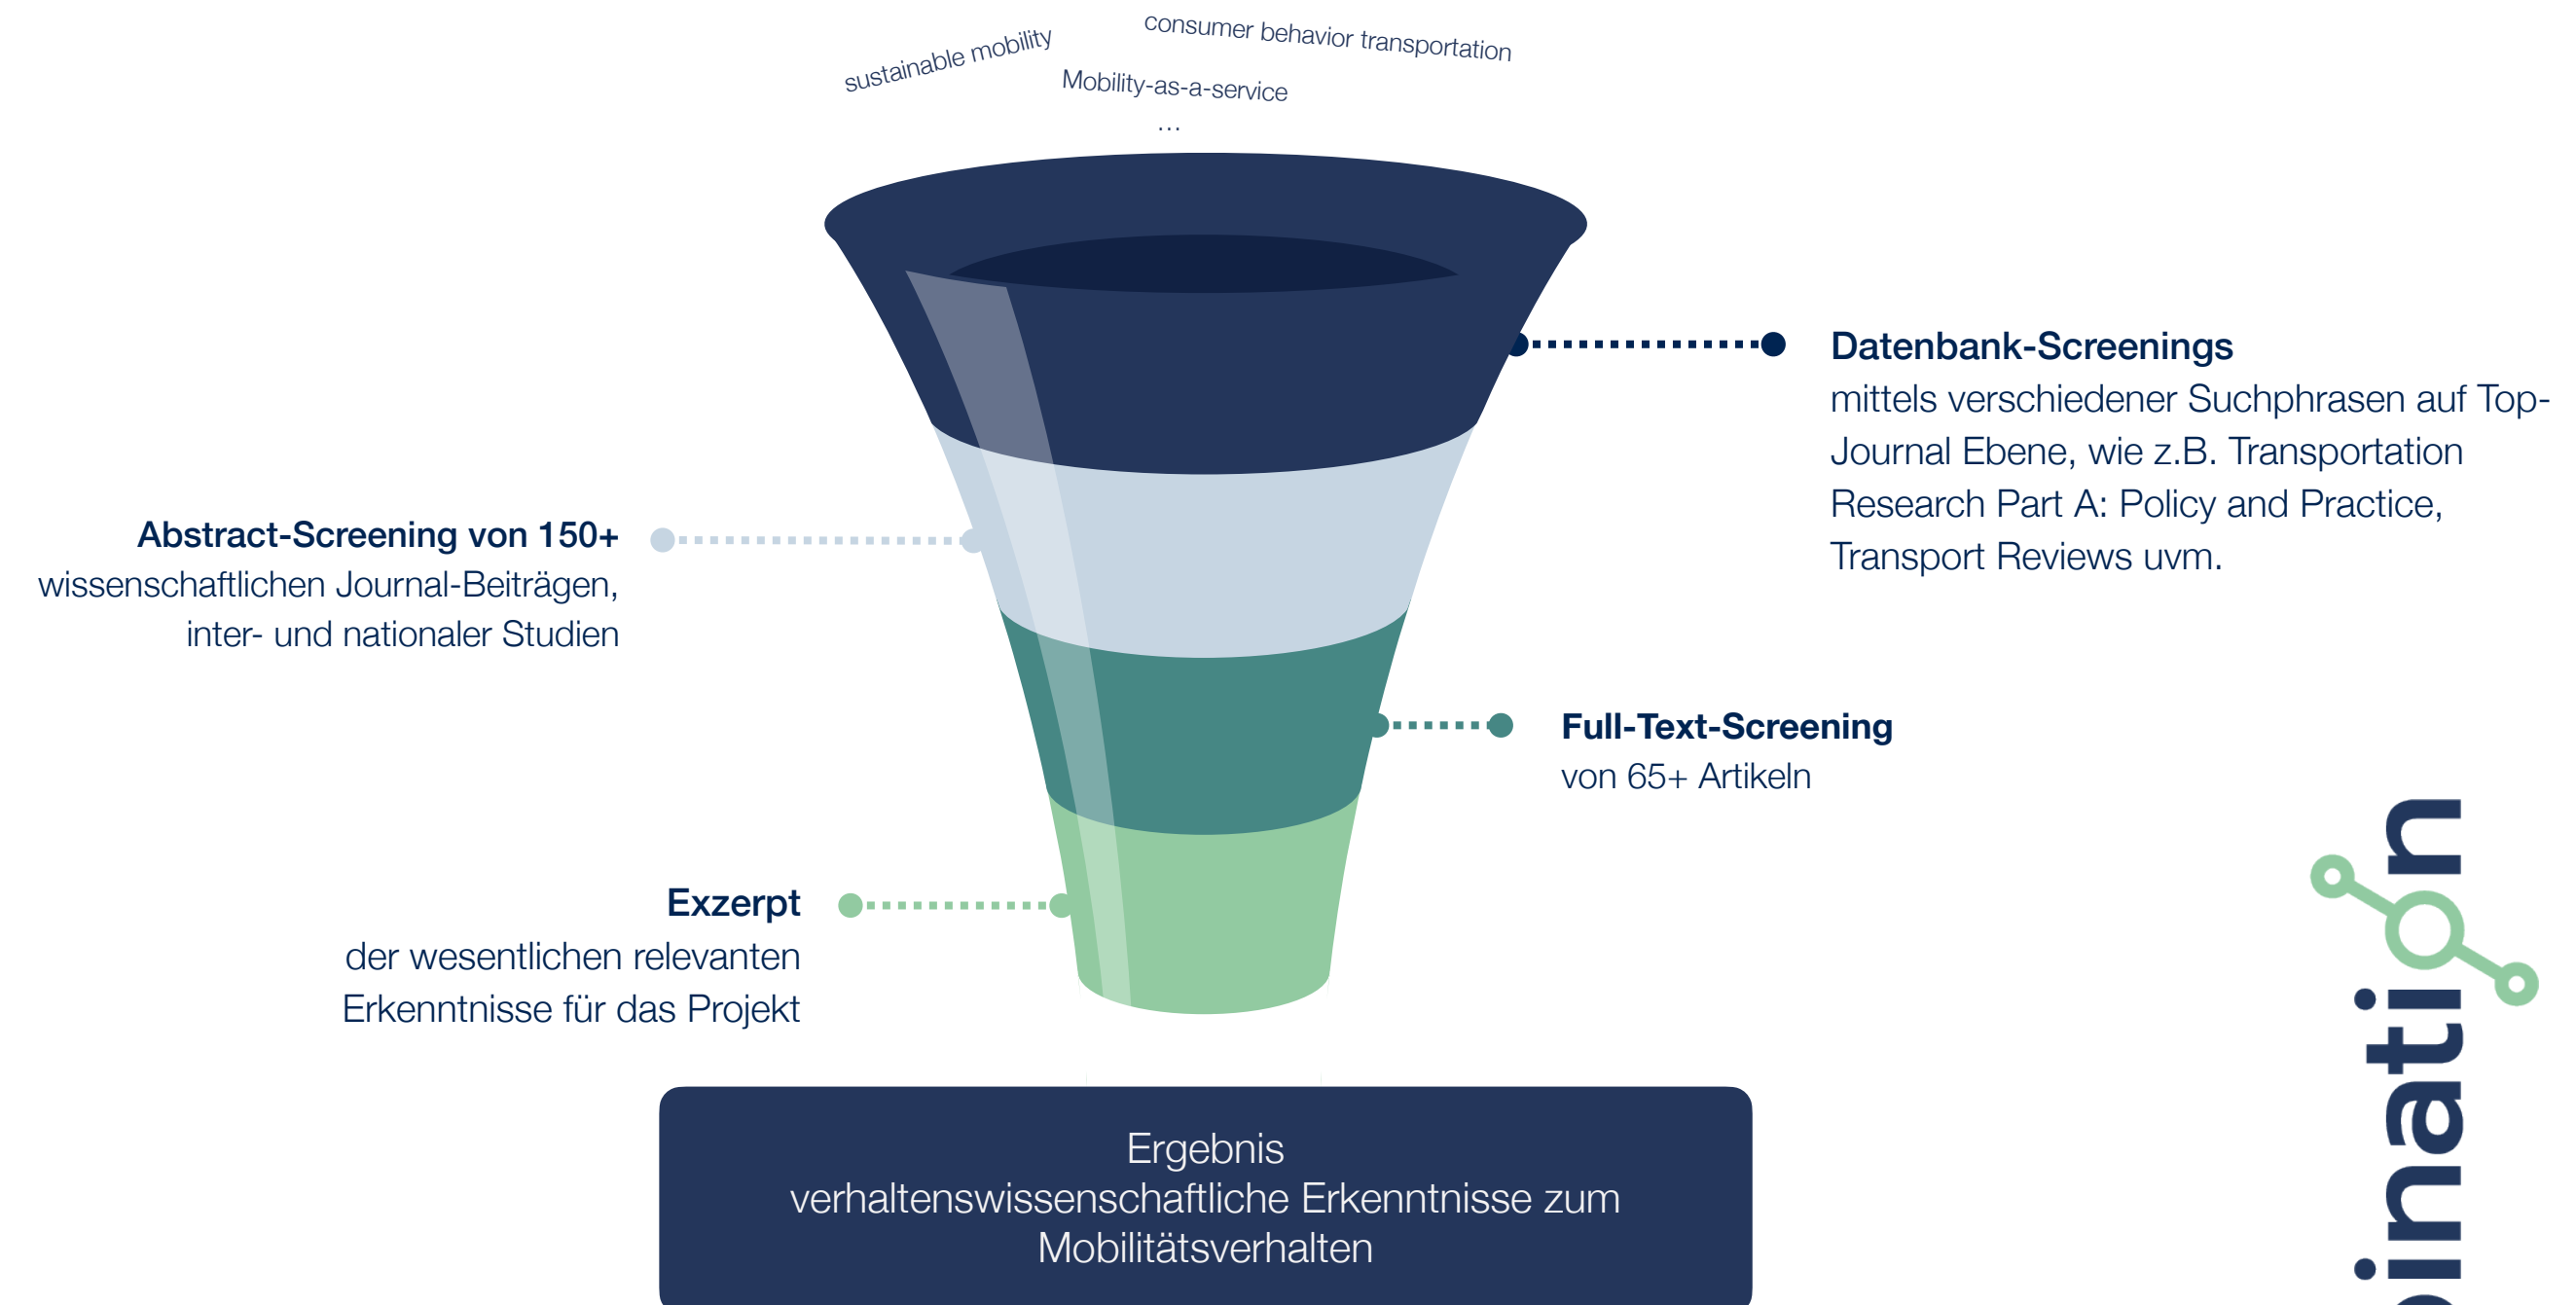 sustainable mobility
consumer behavior transportation
Mobility-as-a-service
...
Datenbank-Screenings
mittels verschiedener Suchphrasen auf Top-
Journal Ebene, wie z.B. Transportation
Research Part A: Policy and Practice,
Transport Reviews uvm.
Abstract-Screening von 150+
wissenschaftlichen Journal-Beiträgen,
inter- und nationaler Studien
Full-Text-Screening
von 65+ Artikeln
Exzerpt
der wesentlichen relevanten
Erkenntnisse für das Projekt
Ergebnis
verhaltenswissenschaftliche Erkenntnisse zum
Mobilitätsverhalten